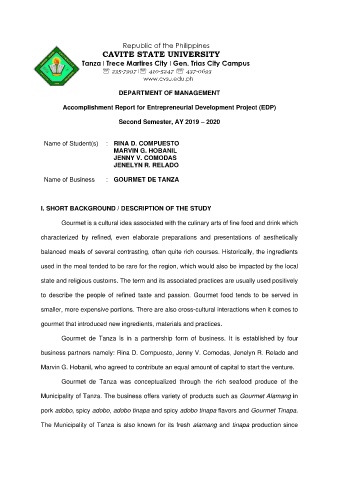 Republic of the Philippines
CAVITE STATE UNIVERSITY
Tanza | Trece Martires City | Gen. Trias City Campus
☏ 235-7997 | ☏ 410-5247 ☏ 437-0693
www.cvsu.edu.ph
DEPARTMENT OF MANAGEMENT
Accomplishment Report for Entrepreneurial Development Project (EDP)
Second Semester, AY 2019 – 2020
Name of Student(s) : RINA D. COMPUESTO
MARVIN G. HOBANIL
JENNY V. COMODAS
JENELYN R. RELADO
Name of Business : GOURMET DE TANZA
I. SHORT BACKGROUND / DESCRIPTION OF THE STUDY
Gourmet is a cultural idea associated with the culinary arts of fine food and drink which
characterized by refined, even elaborate preparations and presentations of aesthetically
balanced meals of several contrasting, often quite rich courses. Historically, the ingredients
used in the meal tended to be rare for the region, which would also be impacted by the local
state and religious customs. The term and its associated practices are usually used positively
to describe the people of refined taste and passion. Gourmet food tends to be served in
smaller, more expensive portions. There are also cross-cultural interactions when it comes to
gourmet that introduced new ingredients, materials and practices.
Gourmet de Tanza is in a partnership form of business. It is established by four
business partners namely: Rina D. Compuesto, Jenny V. Comodas, Jenelyn R. Relado and
Marvin G. Hobanil, who agreed to contribute an equal amount of capital to start the venture.
Gourmet de Tanza was conceptualized through the rich seafood produce of the
Municipality of Tanza. The business offers variety of products such as Gourmet Alamang in
pork adobo, spicy adobo, adobo tinapa and spicy adobo tinapa flavors and Gourmet Tinapa.
The Municipality of Tanza is also known for its fresh alamang and tinapa production since